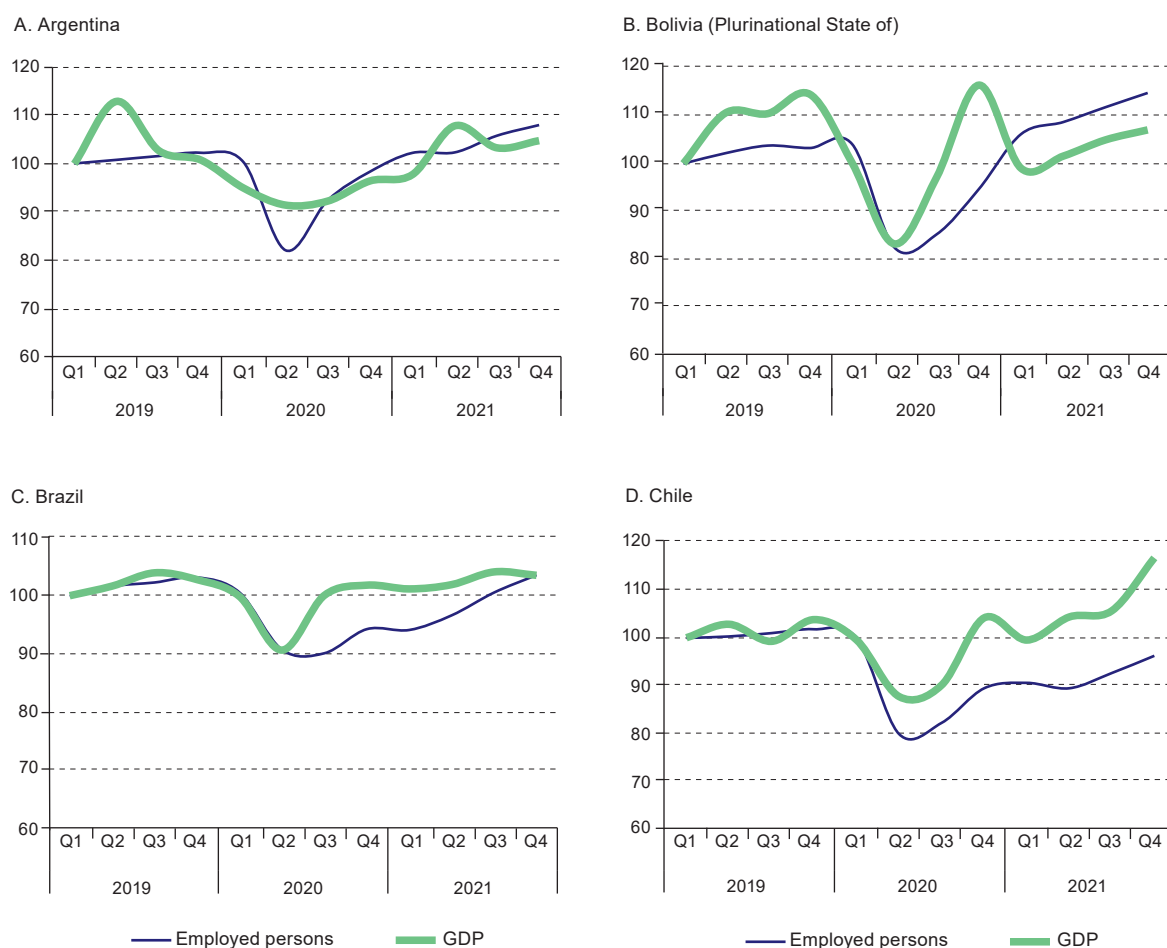 A. Argentina
120
110
100
90
80
70
60
Q1 Q2 Q3 Q4 Q1 Q2 Q3 Q4 Q1 Q2 Q3 Q4
2019 2020 2021
B. Bolivia (Plurinational State of)
120
110
100
90
80
70
60
Q1 Q2 Q3 Q4 Q1 Q2 Q3 Q4 Q1 Q2 Q3 Q4
2019 2020 2021
C. Brazil
110
100
90
80
70
60
Q1 Q2 Q3 Q4 Q1 Q2 Q3 Q4 Q1 Q2 Q3 Q4
2019 2020 2021
Employed persons GDP
D. Chile
120
110
100
90
80
70
60
Q1 Q2 Q3 Q4 Q1 Q2 Q3 Q4 Q1 Q2 Q3 Q4
2019 2020 2021
Employed persons GDP